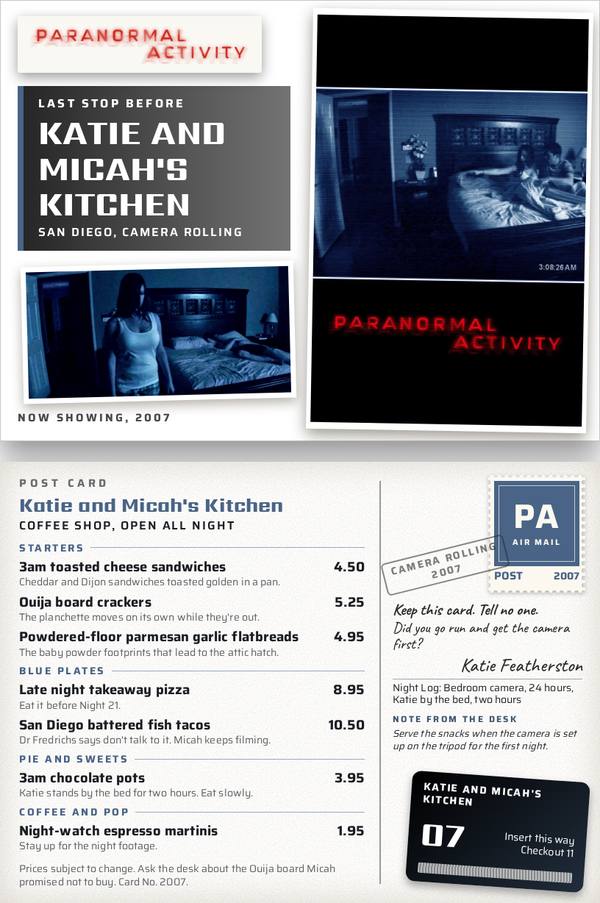 PARANORMAL
ACTIVITY
LAST STOP BEFORE
KATIE AND
MICAH'S
KITCHEN
SAN DIEGO, CAMERA ROLLING
NOW SHOWING, 2007
3:08:26 AM
PARANORMAL
ACTIVITY
POST CARD
Katie and Micah's Kitchen
COFFEE SHOP, OPEN ALL NIGHT
STARTERS
3am toasted cheese sandwiches 4.50
Cheddar and Dijon sandwiches toasted golden in a pan.
Ouija board crackers 5.25
The planchette moves on its own while they're out.
Powdered-floor parmesan garlic flatbreads 4.95
The baby powder footprints that lead to the attic hatch.
BLUE PLATES
Late night takeaway pizza 8.95
Eat it before Night 21.
San Diego battered fish tacos 10.50
Dr Fredrichs says don't talk to it. Micah keeps filming.
PIE AND SWEETS
3am chocolate pots 3.95
Katie stands by the bed for two hours. Eat slowly.
COFFEE AND POP
Night-watch espresso martinis 1.95
Stay up for the night footage.
Prices subject to change. Ask the desk about the Ouija board Micah
promised not to buy. Card No. 2007.
PA
AIR MAIL
POST 2007
CAMERA ROLLING
2007
Keep this card. Tell no one.
Did you go run and get the camera
first?
Katie Featherston
Night Log: Bedroom camera, 24 hours,
Katie by the bed, two hours
NOTE FROM THE DESK
Serve the snacks when the camera is set
up on the tripod for the first night.
KATIE AND MICAH'S
KITCHEN
07
Insert this way
Checkout 11